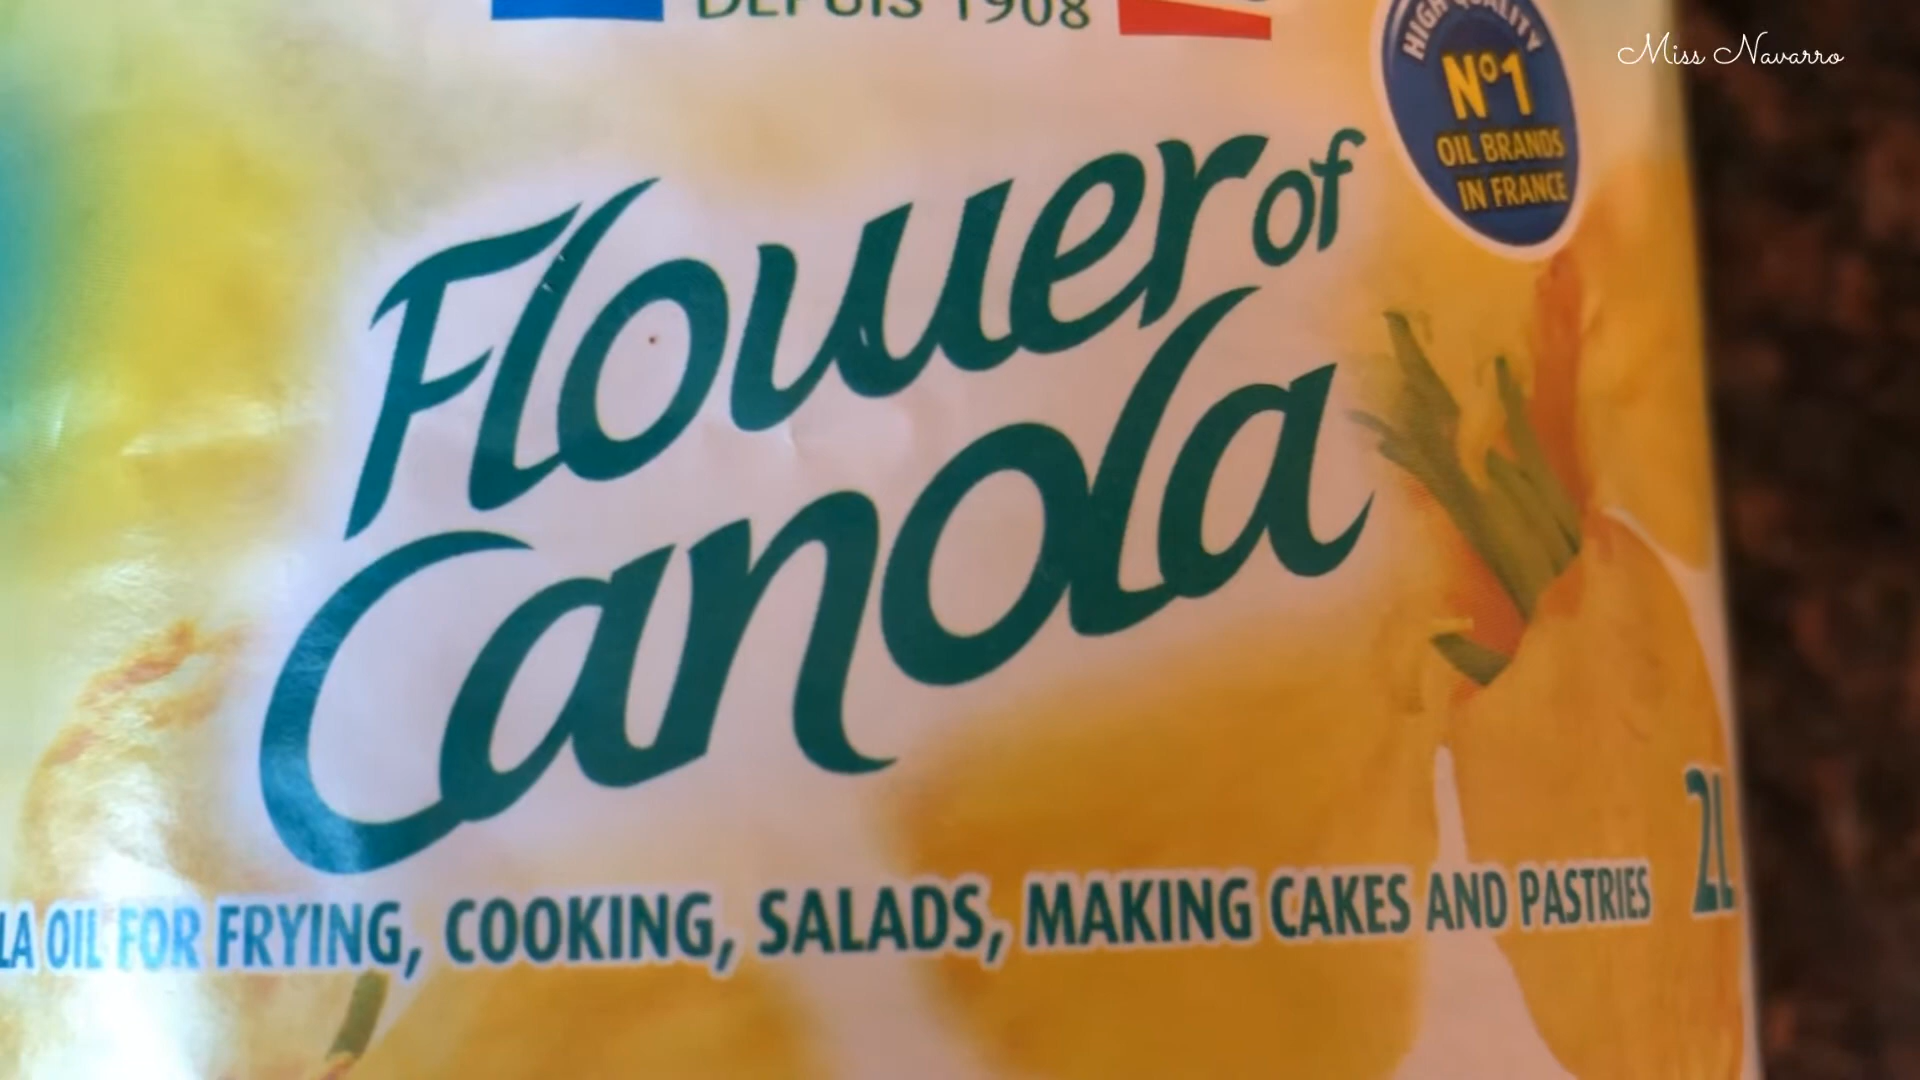 DEPUIS 1908
HIGH QUALITY
N°1
OIL BRANDS
IN FRANCE
Miss Navarro
Flower of
Canola
LA OIL FOR FRYING, COOKING, SALADS, MAKING CAKES AND PASTRIES
2L